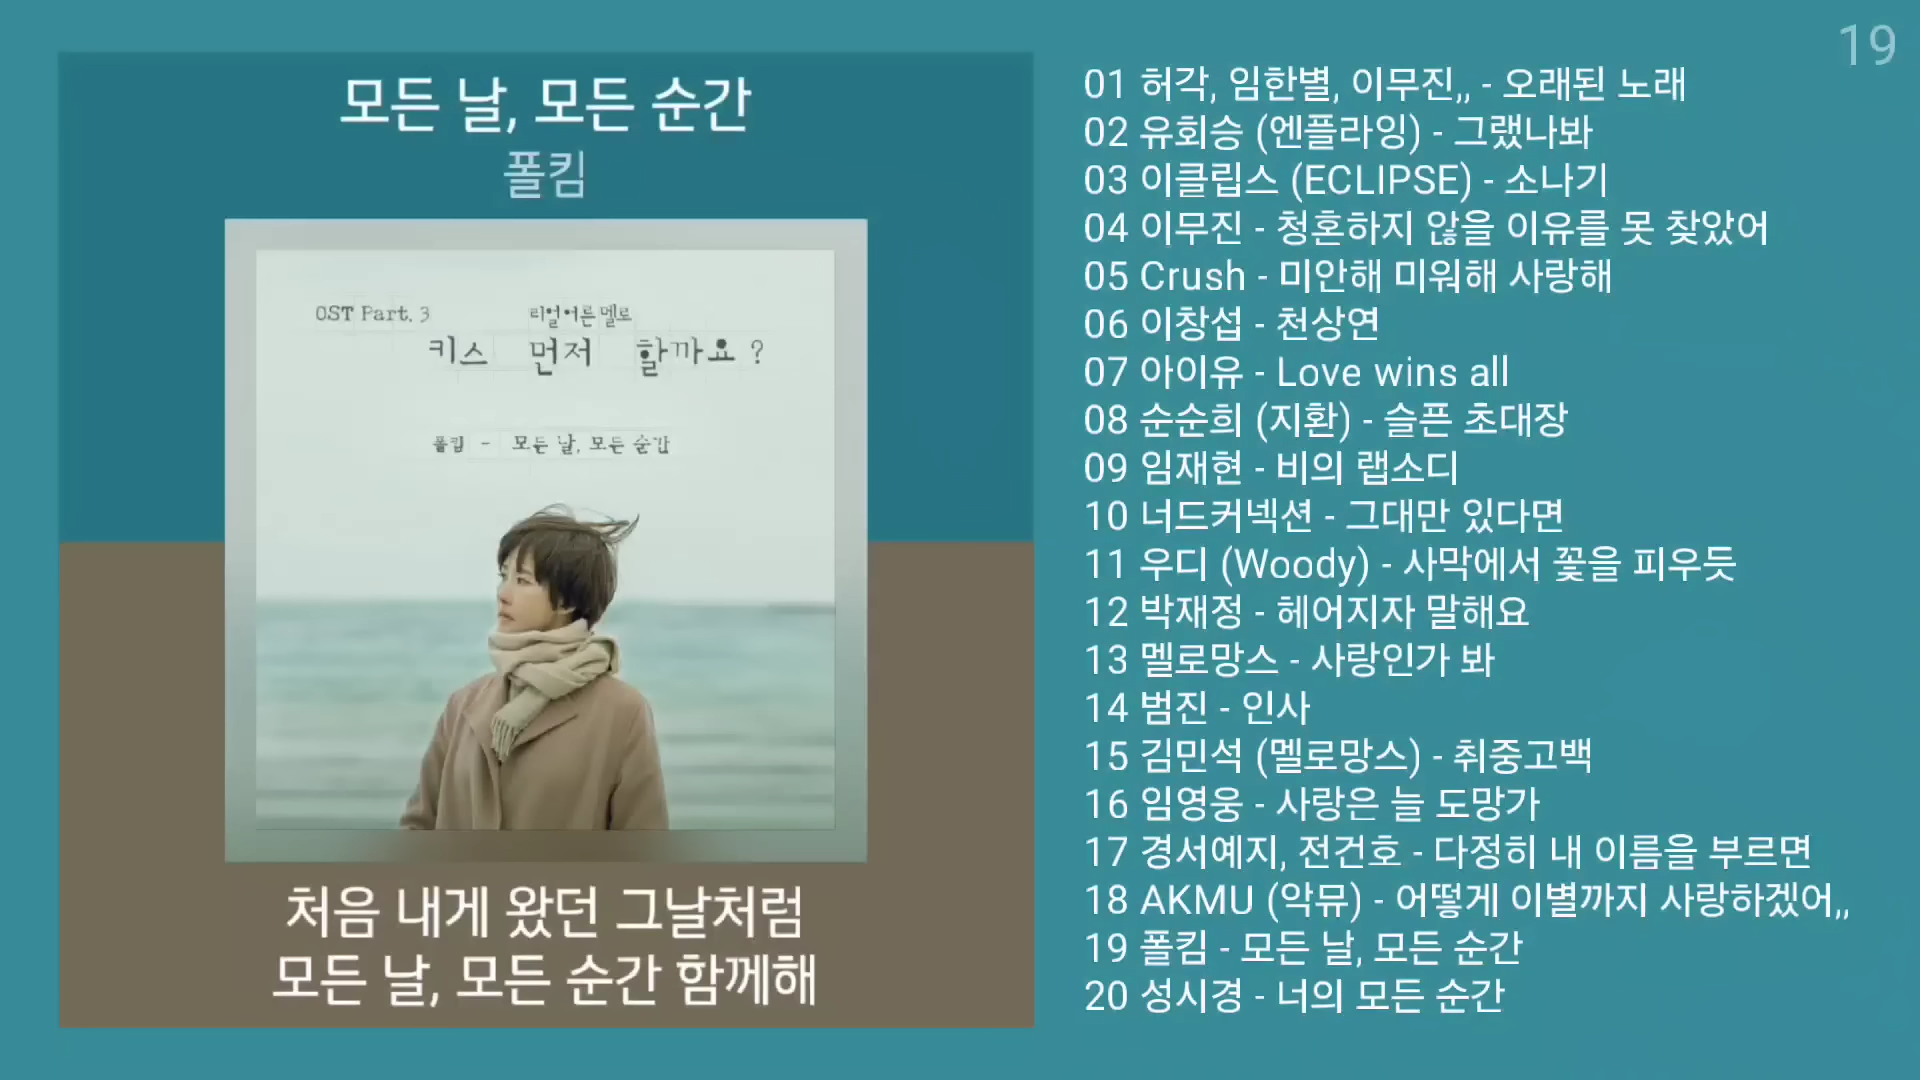 19
모든 날, 모든 순간
폴킴
OST Part. 3
리얼어른멜로
키스 먼저 할까요?
폴킴 - 모든 날, 모든 순간
처음 내게 왔던 그날처럼
모든 날, 모든 순간 함께해
01 허각, 임한별, 이무진,, - 오래된 노래
02 유회승 (엔플라잉) - 그랬나봐
03 이클립스 (ECLIPSE) - 소나기
04 이무진 - 청혼하지 않을 이유를 못 찾았어
05 Crush - 미안해 미워해 사랑해
06 이창섭 - 천상연
07 아이유 - Love wins all
08 순순희 (지환) - 슬픈 초대장
09 임재현 - 비의 랩소디
10 너드커넥션 - 그대만 있다면
11 우디 (Woody) - 사막에서 꽃을 피우듯
12 박재정 - 헤어지자 말해요
13 멜로망스 - 사랑인가 봐
14 범진 - 인사
15 김민석 (멜로망스) - 취중고백
16 임영웅 - 사랑은 늘 도망가
17 경서예지, 전건호 - 다정히 내 이름을 부르면
18 AKMU (악뮤) - 어떻게 이별까지 사랑하겠어,,
19 폴킴 - 모든 날, 모든 순간
20 성시경 - 너의 모든 순간